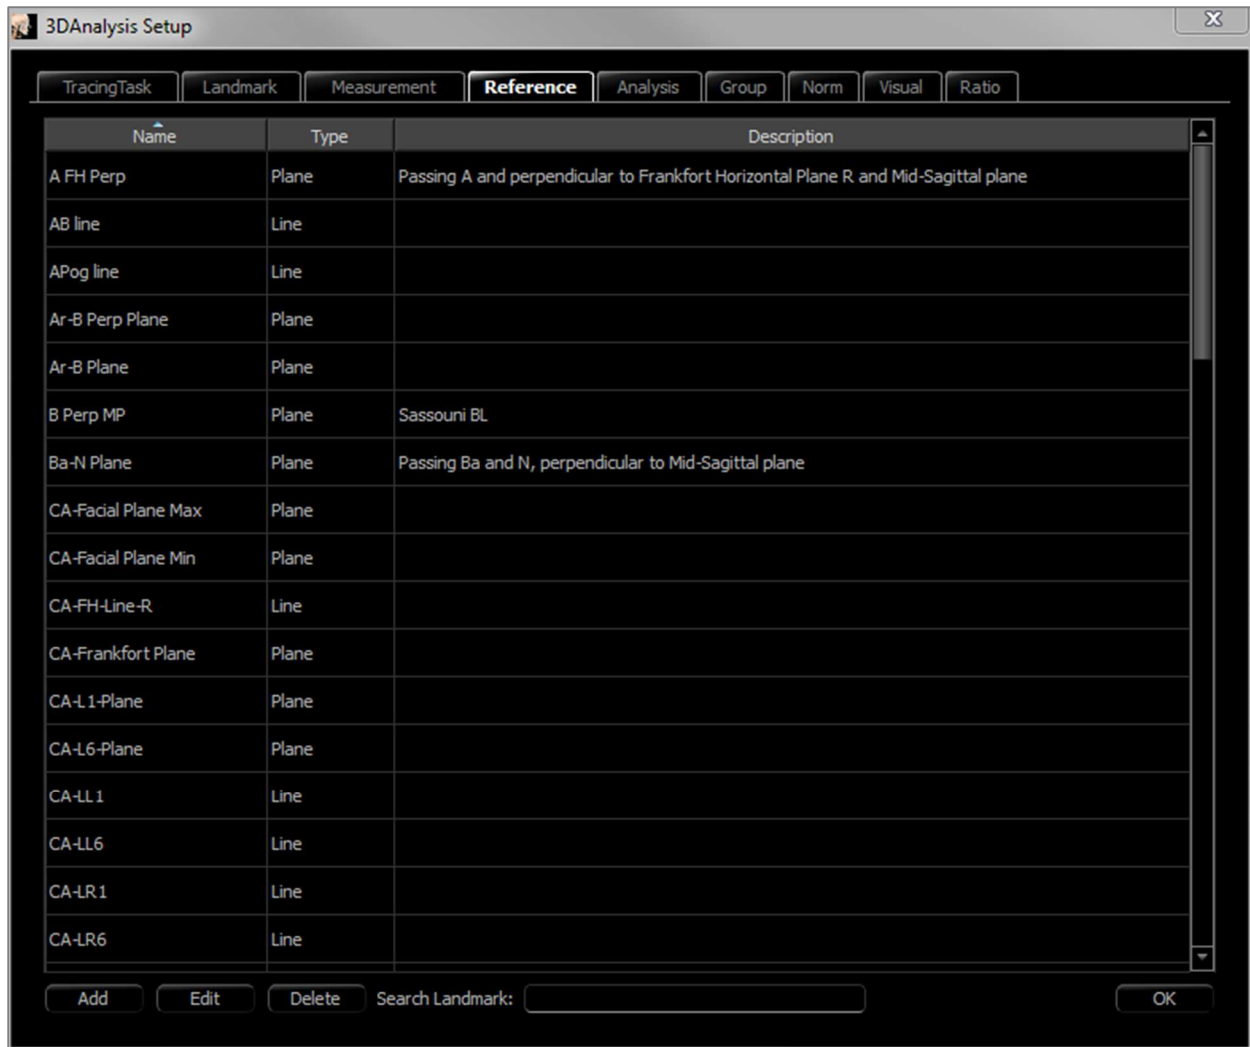 3DAnalysis Setup
TracingTask Landmark Measurement Reference Analysis Group Norm Visual Ratio
Name Type Description
A FH Perp Plane Passing A and perpendicular to Frankfort Horizontal Plane R and Mid-Sagittal plane
AB line Line
APog line Line
Ar-B Perp Plane Plane
Ar-B Plane Plane
B Perp MP Plane Sassouni BL
Ba-N Plane Plane Passing Ba and N, perpendicular to Mid-Sagittal plane
CA-Facial Plane Max Plane
CA-Facial Plane Min Plane
CA-FH-Line-R Line
CA-Frankfort Plane Plane
CA-L1-Plane Plane
CA-L6-Plane Plane
CA-LL1 Line
CA-LL6 Line
CA-LR1 Line
CA-LR6 Line
Add Edit Delete Search Landmark: OK